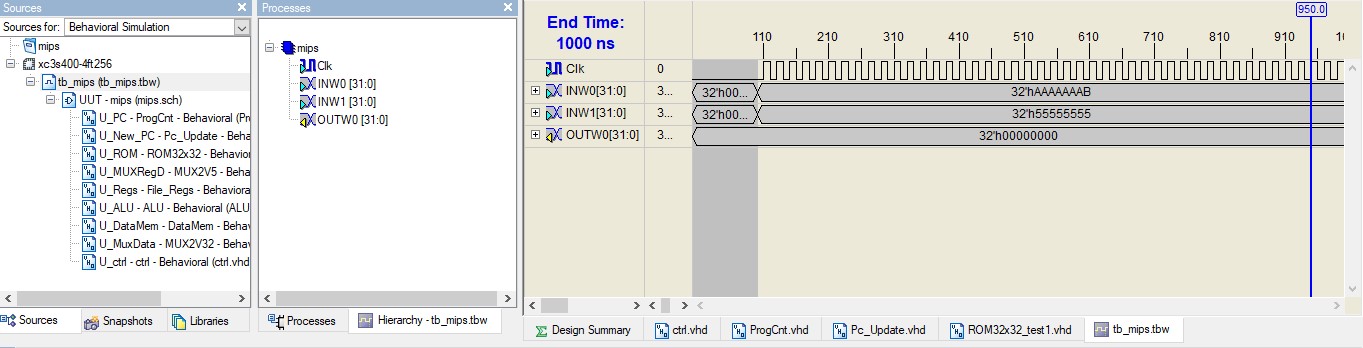 Sources
Sources for: Behavioral Simulation
mips
xc3s400-4ft256
tb_mips (tb_mips.tbw)
UUT - mips (mips.sch)
U_PC - ProgCnt - Behavioral (Pr
U_New_PC - Pc_Update - Beha
U_ROM - ROM32x32 - Behavior
U_MUXRegD - MUX2V5 - Behav
U_Regs - File_Regs - Behaviora
U_ALU - ALU - Behavioral (ALU
U_DataMem - DataMem - Beha
U_MuxData - MUX2V32 - Behav
U_ctrl - ctrl - Behavioral (ctrl.vhd
Sources
Snapshots
Libraries
Processes
mips
Clk
INW0 [31:0]
INW1 [31:0]
OUTW0 [31:0]
Processes
Hierarchy - tb_mips.tbw
End Time:
1000 ns
950.0
110 210 310 410 510 610 710 810 910 10
Clk 0
INW0[31:0] 3... 32'h00... 32'hAAAAAAAB
INW1[31:0] 3... 32'h00... 32'h55555555
OUTW0[31:0] 3... 32'h00000000
Design Summary
ctrl.vhd
ProgCnt.vhd
Pc_Update.vhd
ROM32x32_test1.vhd
tb_mips.tbw